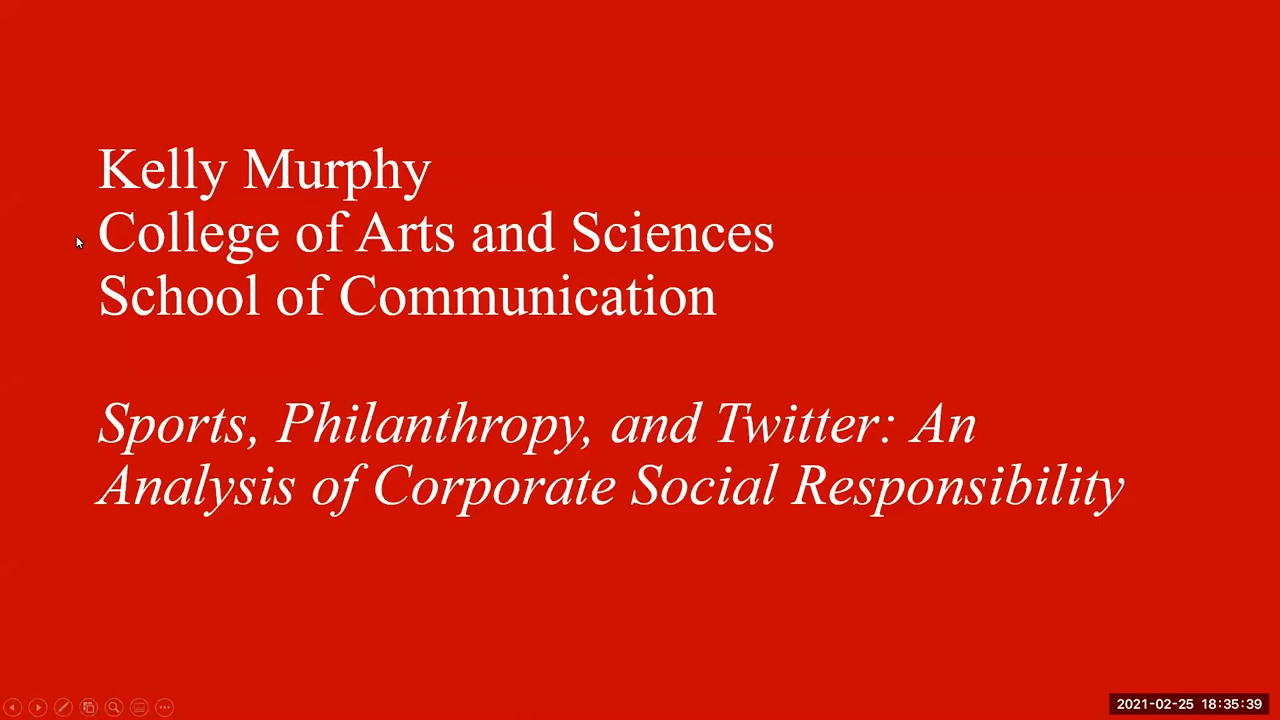 Kelly Murphy
College of Arts and Sciences
School of Communication
Sports, Philanthropy, and Twitter: An
Analysis of Corporate Social Responsibility
2021-02-25 18:35:39